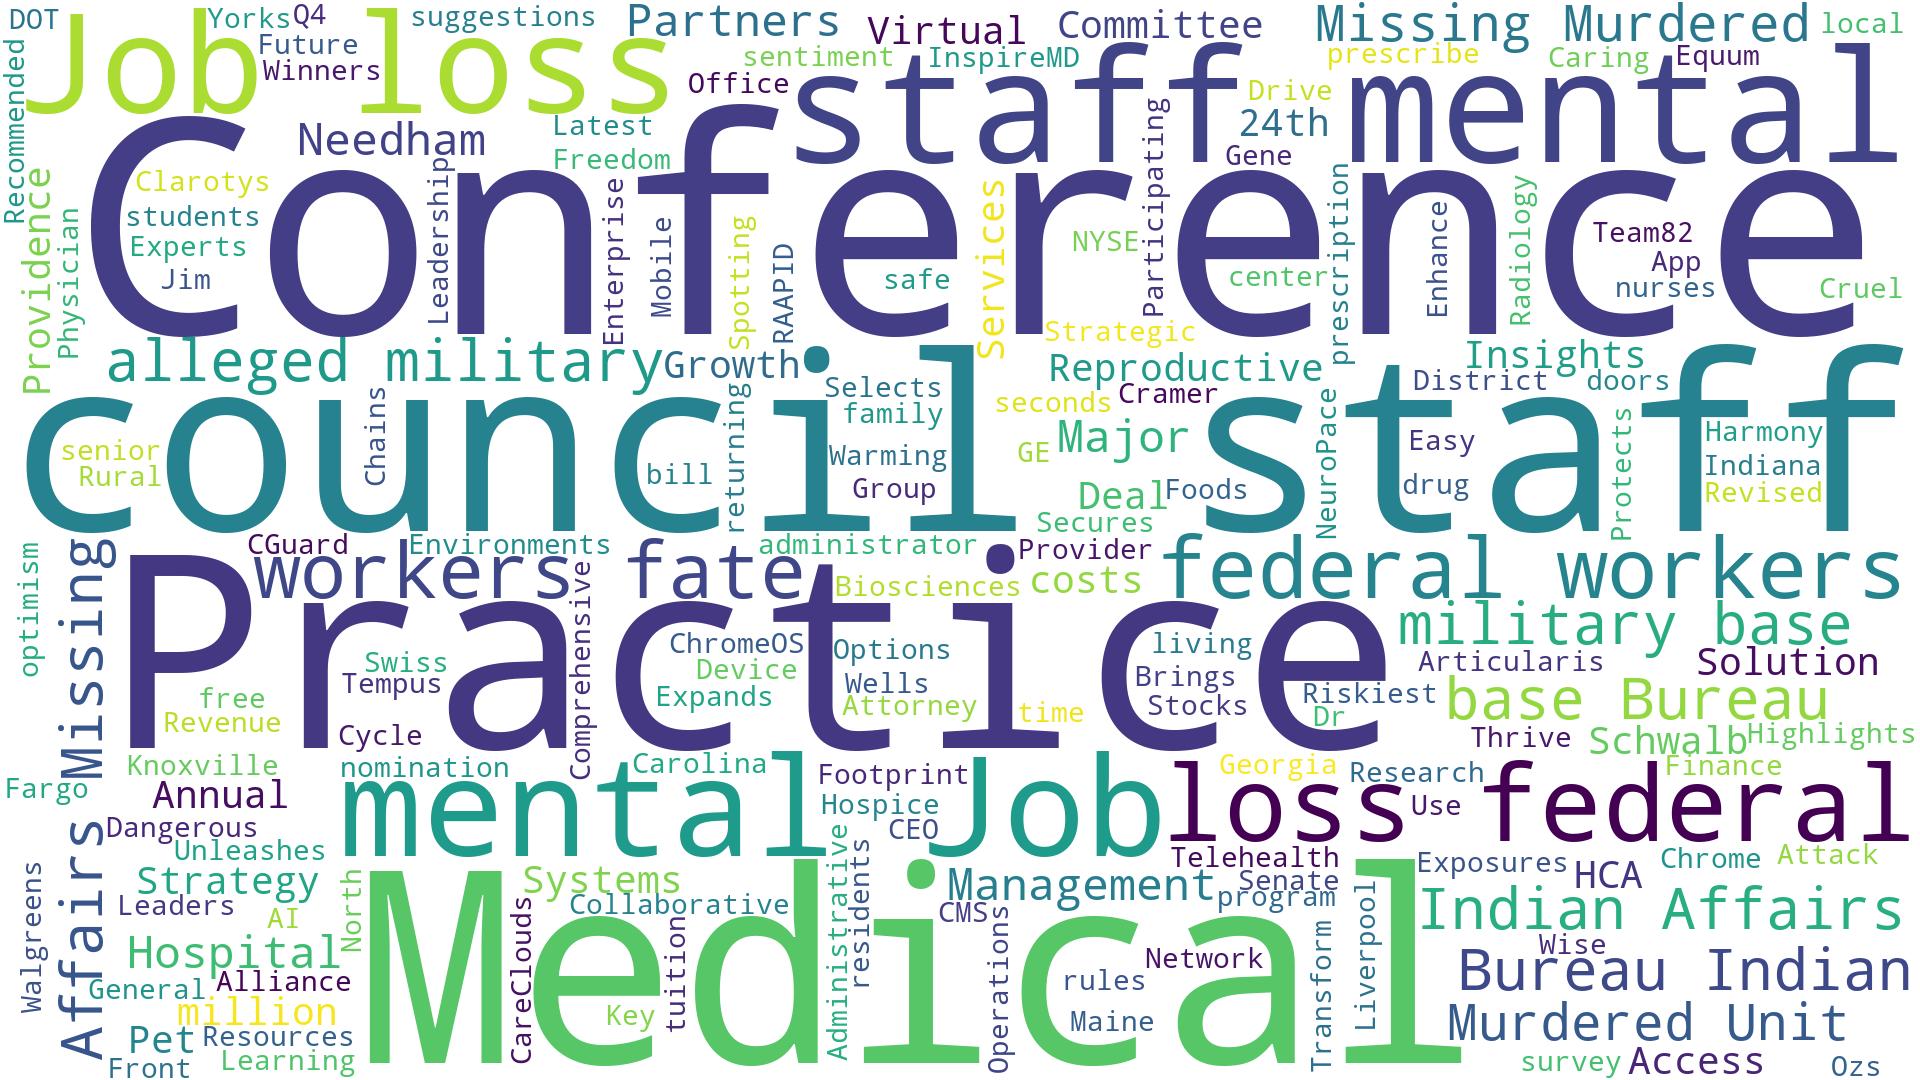 DOT
Yorks
Q4
suggestions
Partners
Virtual
Committee
Missing Murdered
local
Job loss
Future
Winners
sentiment
InspireMD
prescribe
Caring
Equum
Recommended
Office
staff
Drive
mental
Needham
Latest
Freedom
24th
Gene
Participating
Conference
Clarotys
students
Experts
Jim
Leadership
Enterprise
Mobile
Spotting
RAAPID
safe
Services
NYSE
center
prescription
Enhance
Radiology
Team82
App
nurses
Cruel
Providence
Physician
Strategic
alleged military
Growth
Reproductive
Insights
Selects
family
seconds
Cramer
District
doors
council staff
senior
Rural
Chains
bill
returning
Warming
Group
GE
Major
Deal
Foods
Secures
NeuroPace
Easy
drug
Protects
Harmony
Indiana
Revised
CGuard
Environments
administrator
Provider
workers fate
Biosciences
costs
federal workers
optimism
Affairs Missing
Practice
Comprehensive
ChromeOS
Device
Expands
Options
Wells
Attorney
time
living
Brings
Stocks
military base
Articularis
Solution
Riskiest
Dr
base Bureau
Swiss
Tempus
free
Revenue
Cycle
Thrive
Schwalb
Highlights
Knoxville
nomination
Carolina
Footprint
Georgia
Research
Finance
Fargo
Annual
mental
Hospice
CEO
Job
loss federal
Use
Dangerous
Unleashes
Telehealth
Exposures
Chrome
Attack
Walgreens
Strategy
Leaders
AI
North
Systems
Collaborative
Administrative
residents
Management
Senate
program
HCA
CMS
Indian Affairs
Medical
CareClouds
tuition
Operations
Transform
Liverpool
Hospital
General
Alliance
million
Key
rules
Network
Maine
Wise
Bureau Indian
Pet
Resources
Murdered Unit
Front
Learning
survey
Access
Ozs